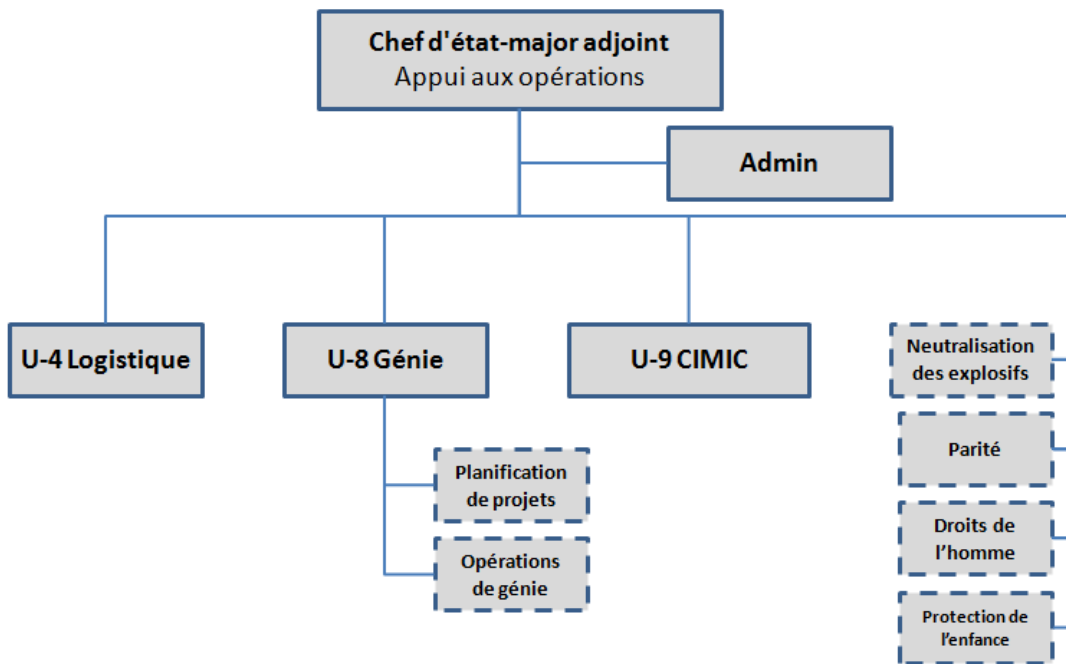 Chef d'état-major adjoint
Appui aux opérations
Admin
U-4 Logistique
U-8 Génie
U-9 CIMIC
Planification
de projets
Opérations
de génie
Neutralisation
des explosifs
Parité
Droits de
l’homme
Protection de
l’enfance